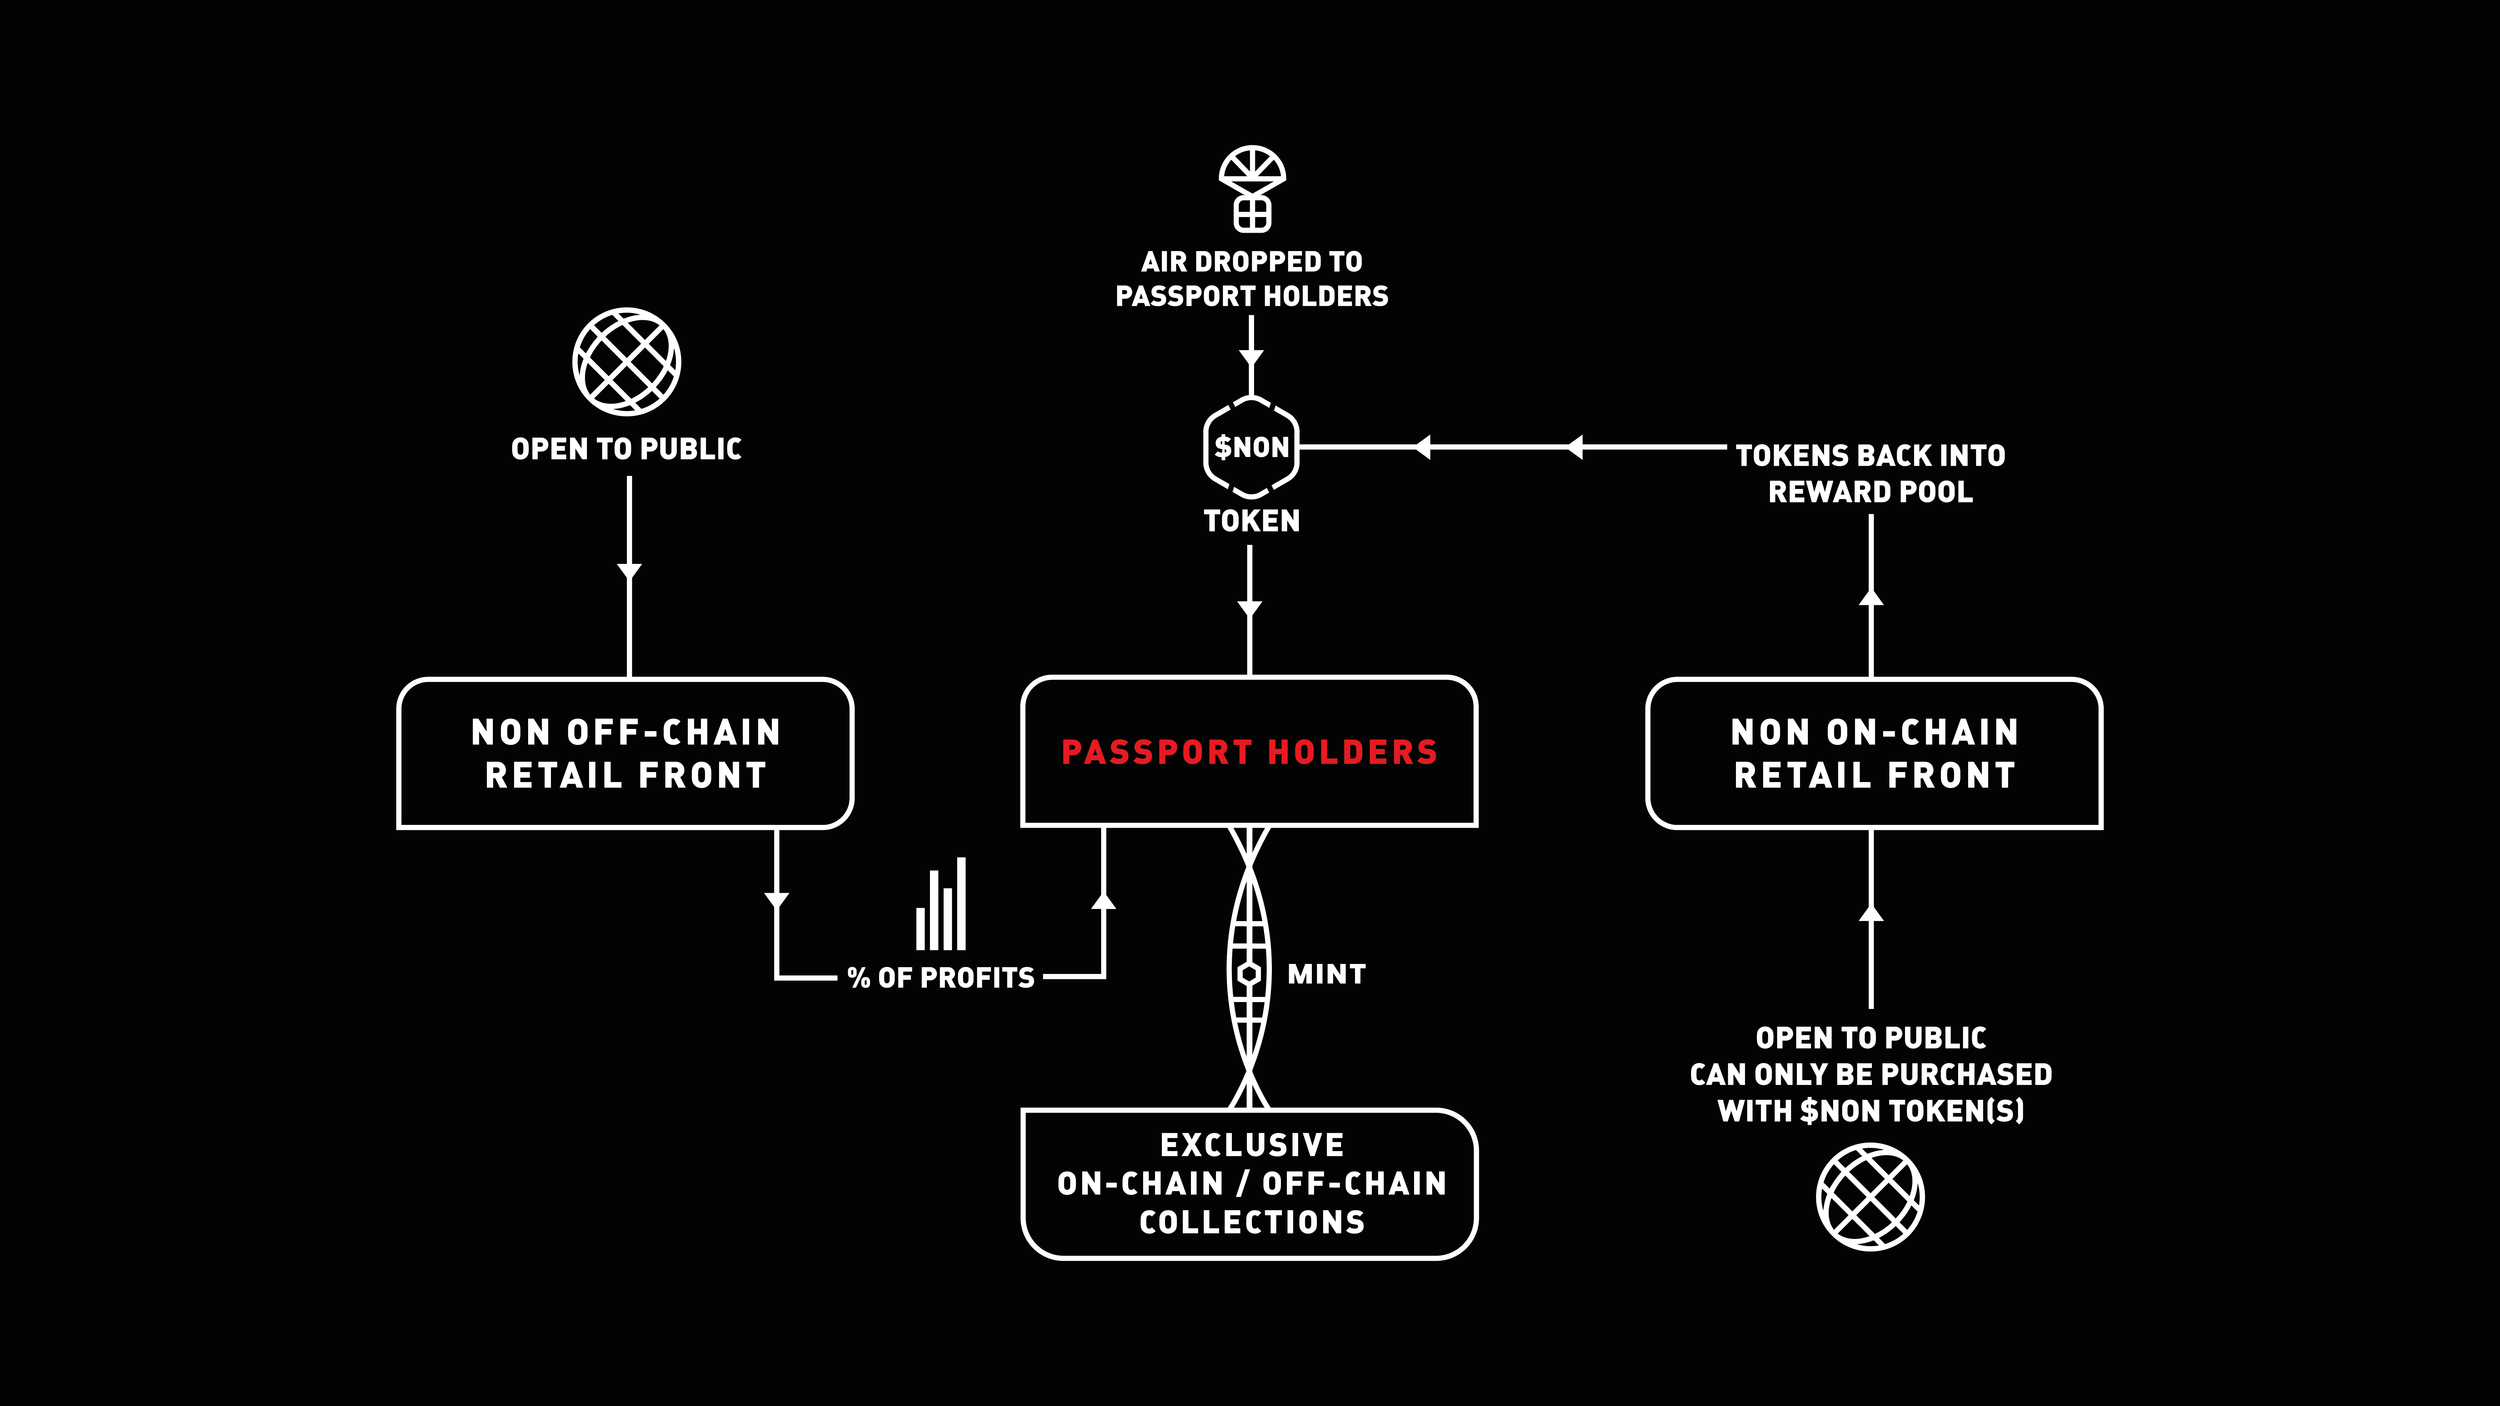 AIR DROPPED TO
PASSPORT HOLDERS
OPEN TO PUBLIC
$NON
TOKEN
TOKENS BACK INTO
REWARD POOL
NON OFF-CHAIN
RETAIL FRONT
PASSPORT HOLDERS
NON ON-CHAIN
RETAIL FRONT
% OF PROFITS
MINT
OPEN TO PUBLIC
CAN ONLY BE PURCHASED
WITH $NON TOKEN(S)
EXCLUSIVE
ON-CHAIN / OFF-CHAIN
COLLECTIONS